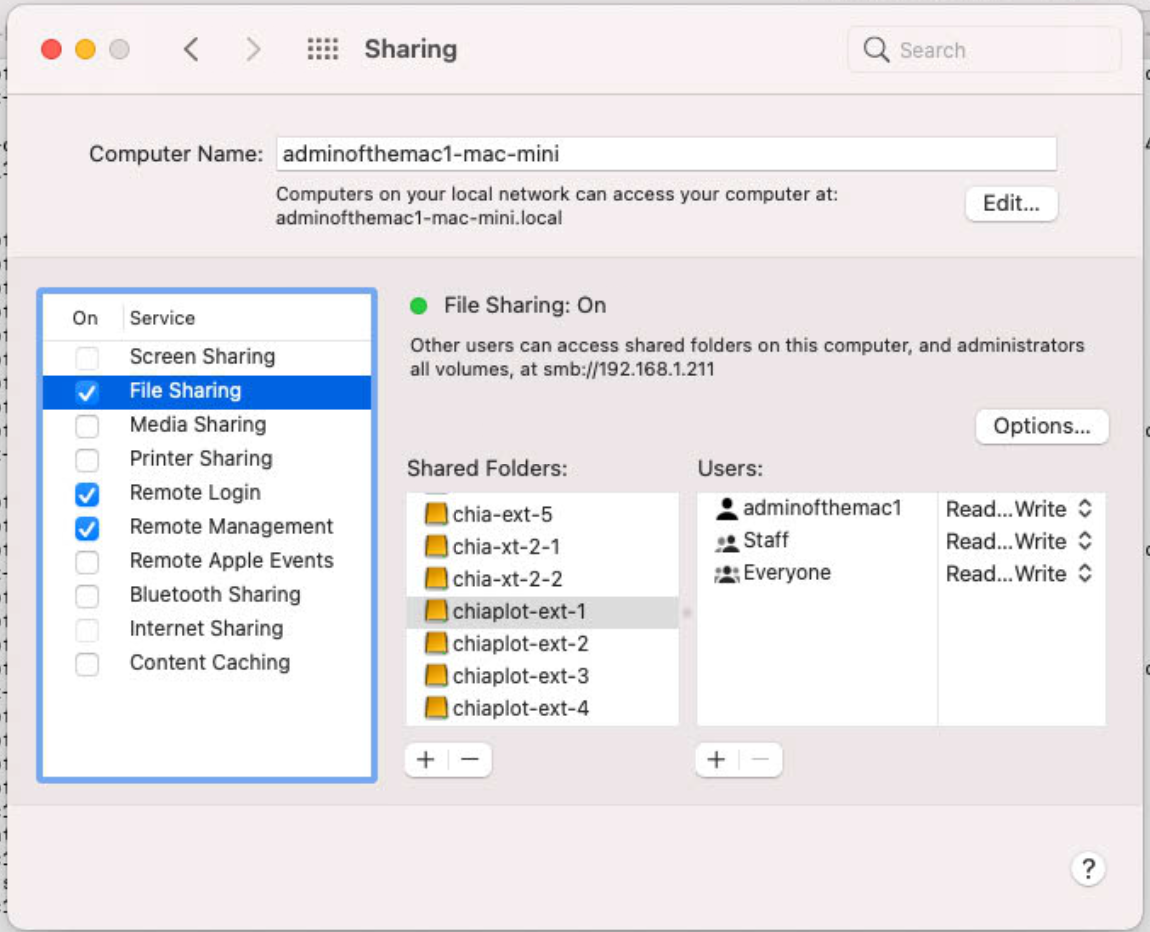 Sharing
Search
Computer Name: adminofthemac1-mac-mini
Computers on your local network can access your computer at:
adminofthemac1-mac-mini.local
Edit...
On Service
Screen Sharing
File Sharing
Media Sharing
Printer Sharing
Remote Login
Remote Management
Remote Apple Events
Bluetooth Sharing
Internet Sharing
Content Caching
File Sharing: On
Other users can access shared folders on this computer, and administrators
all volumes, at smb://192.168.1.211
Options...
Shared Folders:
chia-ext-5
chia-xt-2-1
chia-xt-2-2
chiaplot-ext-1
chiaplot-ext-2
chiaplot-ext-3
chiaplot-ext-4
Users:
adminofthemac1 Read...Write
Staff Read...Write
Everyone Read...Write
+ −
+ −
?